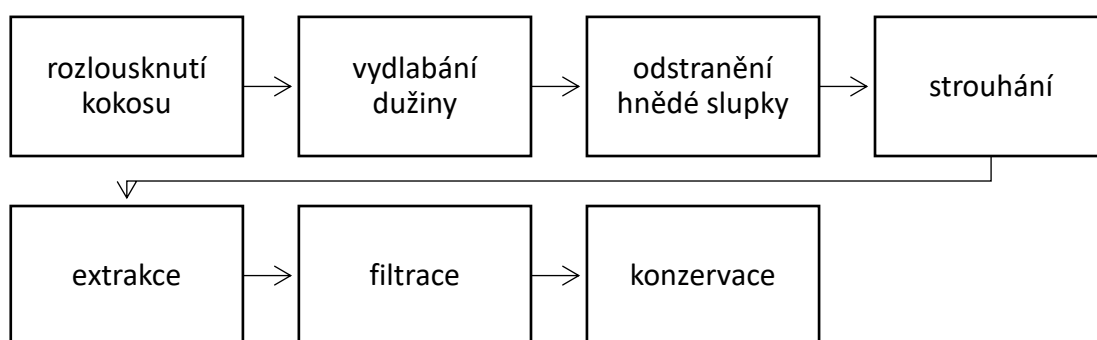 rozlousknutí
kokosu
vydlabání
dužiny
odstranění
hnědé slupky
strouhání
extrakce
filtrace
konzervace